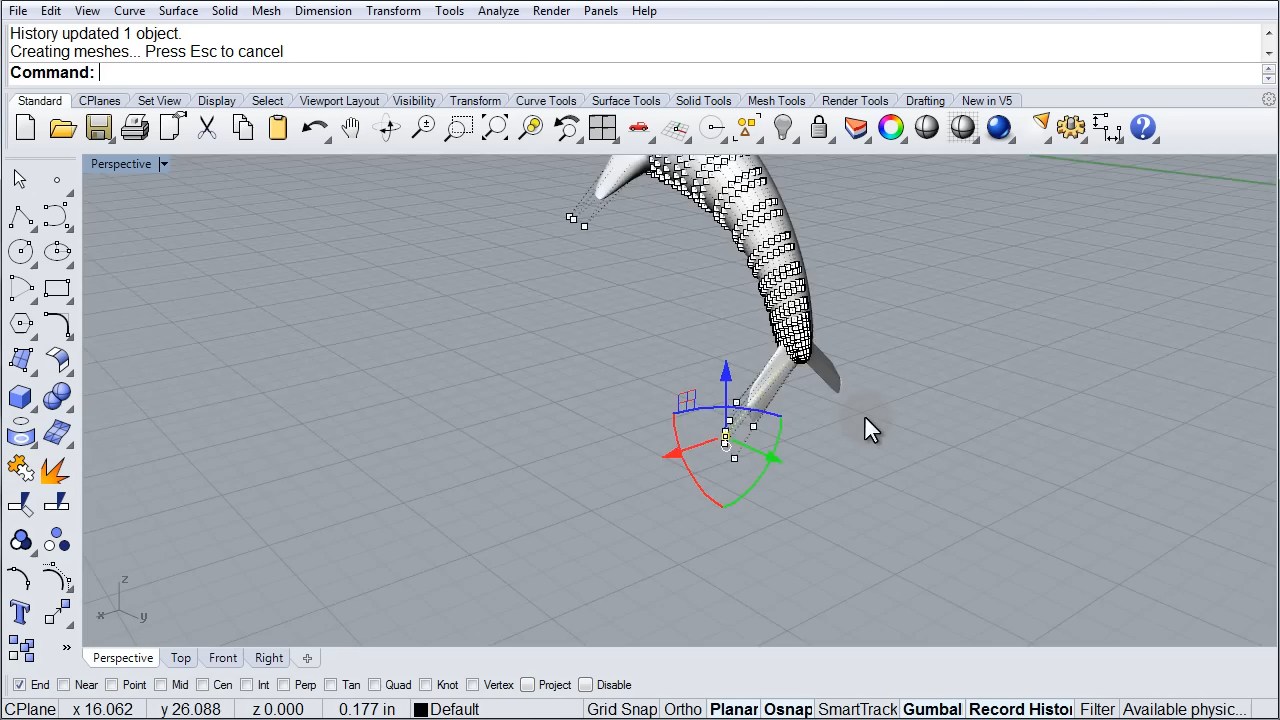 File Edit View Curve Surface Solid Mesh Dimension Transform Tools Analyze Render Panels Help
History updated 1 object.
Creating meshes... Press Esc to cancel
Command:
Standard CPlanes Set View Display Select Viewport Layout Visibility Transform Curve Tools Surface Tools Solid Tools Mesh Tools Render Tools Drafting New in V5
Perspective
z
x y
Perspective Top Front Right
End Near Point Mid Cen Int Perp Tan Quad Knot Vertex Project Disable
CPlane x 16.062 y 26.088 z 0.000 0.177 in Default Grid Snap Ortho Planar Osnap SmartTrack Gumbal Record Histor Filter Available physic...